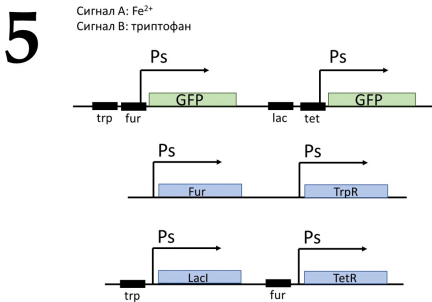 5
Сигнал А: Fe²⁺
Сигнал В: триптофан
Ps Ps
GFP GFP
trp fur lac tet
Ps Ps
Fur TrpR
Ps Ps
LacI TetR
trp fur